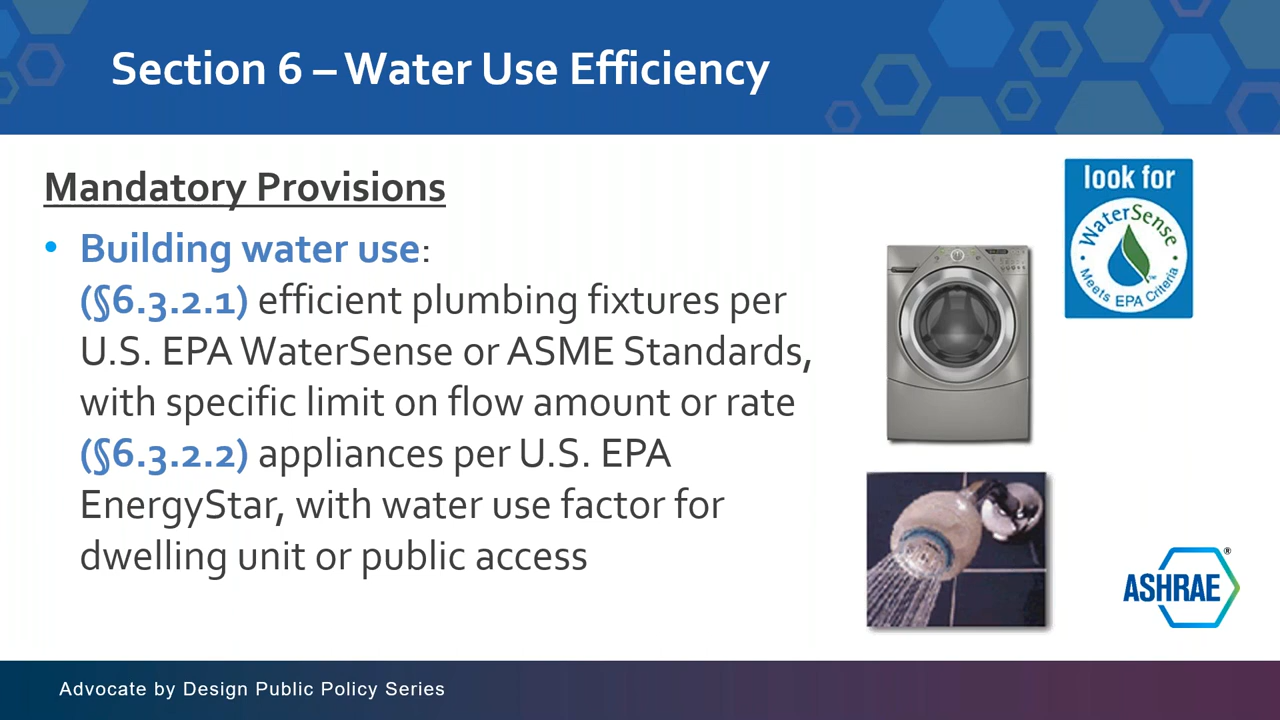 Section 6 – Water Use Efficiency
Mandatory Provisions
• Building water use:
(§6.3.2.1) efficient plumbing fixtures per
U.S. EPA WaterSense or ASME Standards,
with specific limit on flow amount or rate
(§6.3.2.2) appliances per U.S. EPA
EnergyStar, with water use factor for
dwelling unit or public access
look for
WaterSense
Meets EPA Criteria
ASHRAE®
Advocate by Design Public Policy Series